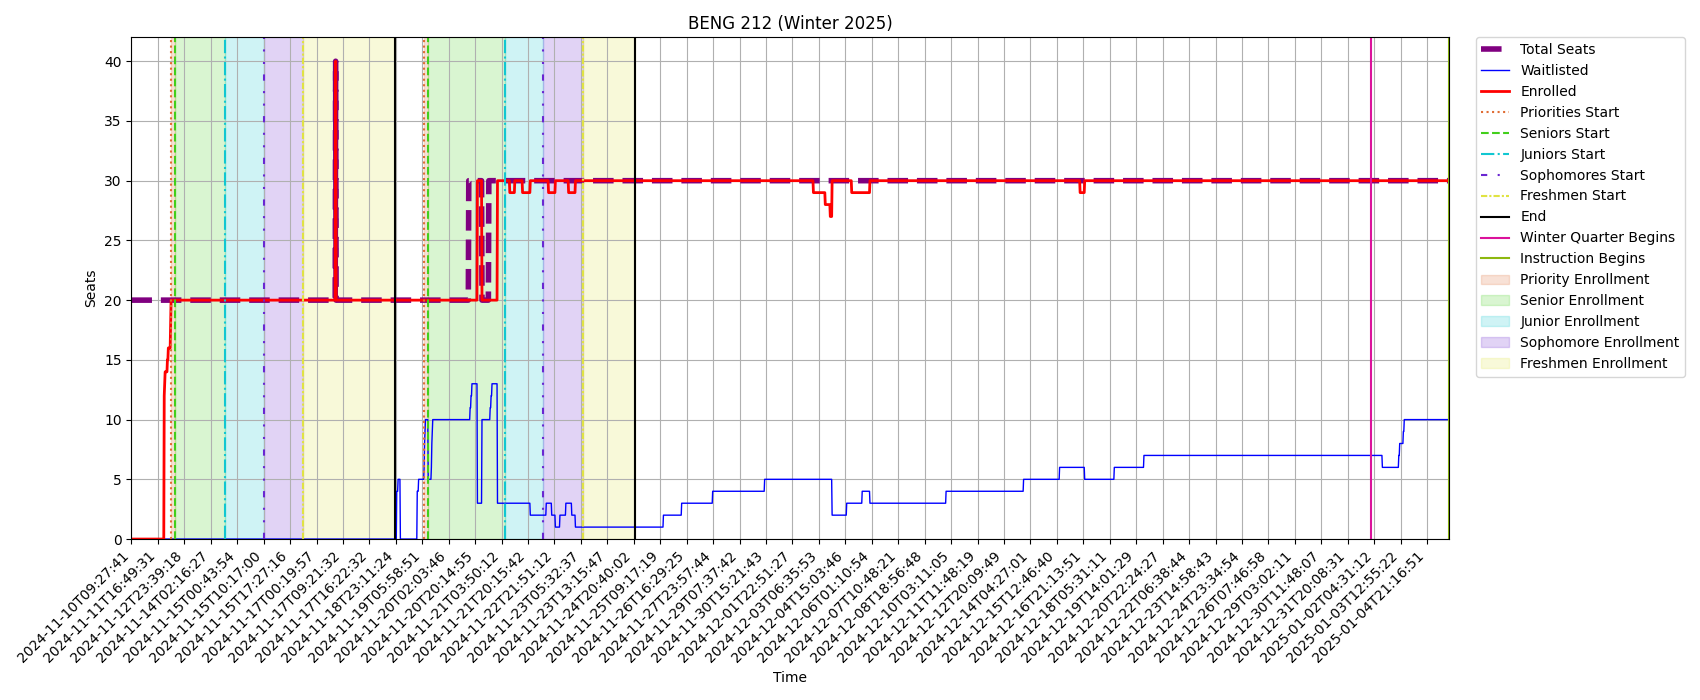 BENG 212 (Winter 2025)
Seats
40
35
30
25
20
15
10
5
0
2024-11-10T09:27:41
2024-11-11T16:49:31
2024-11-12T23:39:18
2024-11-14T02:16:27
2024-11-15T00:43:54
2024-11-15T10:17:00
2024-11-15T17:27:16
2024-11-17T00:19:57
2024-11-17T09:21:32
2024-11-17T16:22:32
2024-11-18T23:11:24
2024-11-19T05:58:51
2024-11-20T02:03:46
2024-11-20T20:14:55
2024-11-21T03:50:12
2024-11-21T20:15:42
2024-11-22T21:51:12
2024-11-23T05:32:37
2024-11-23T13:15:47
2024-11-24T20:40:02
2024-11-25T09:17:19
2024-11-26T16:29:25
2024-11-27T23:57:44
2024-11-29T07:37:42
2024-11-30T15:21:43
2024-12-01T22:51:27
2024-12-03T06:35:53
2024-12-04T15:03:46
2024-12-06T01:10:54
2024-12-07T10:48:21
2024-12-08T18:56:48
2024-12-10T03:11:05
2024-12-11T11:48:19
2024-12-12T20:09:49
2024-12-14T04:27:01
2024-12-15T12:46:40
2024-12-16T21:13:51
2024-12-18T05:31:11
2024-12-19T14:01:29
2024-12-20T22:24:27
2024-12-22T06:38:44
2024-12-23T14:58:43
2024-12-24T23:34:54
2024-12-26T07:46:58
2024-12-29T03:02:11
2024-12-30T11:48:07
2024-12-31T20:08:31
2025-01-02T04:31:12
2025-01-03T12:55:22
2025-01-04T21:16:51
Time
Total Seats
Waitlisted
Enrolled
Priorities Start
Seniors Start
Juniors Start
Sophomores Start
Freshmen Start
End
Winter Quarter Begins
Instruction Begins
Priority Enrollment
Senior Enrollment
Junior Enrollment
Sophomore Enrollment
Freshmen Enrollment